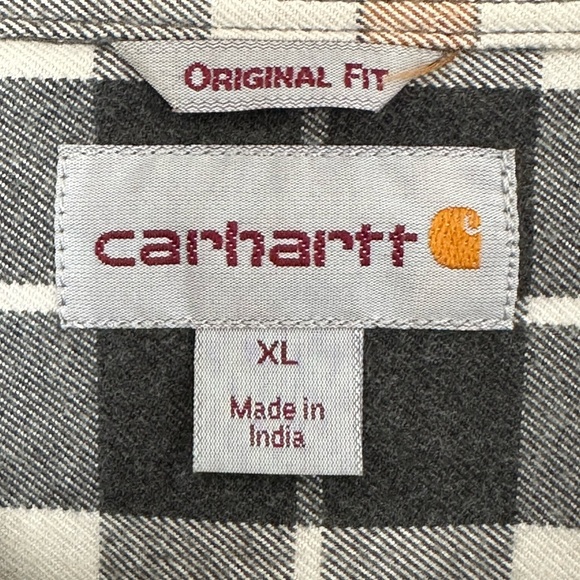 ORIGINAL FIT
carhartt
XL
Made in
India